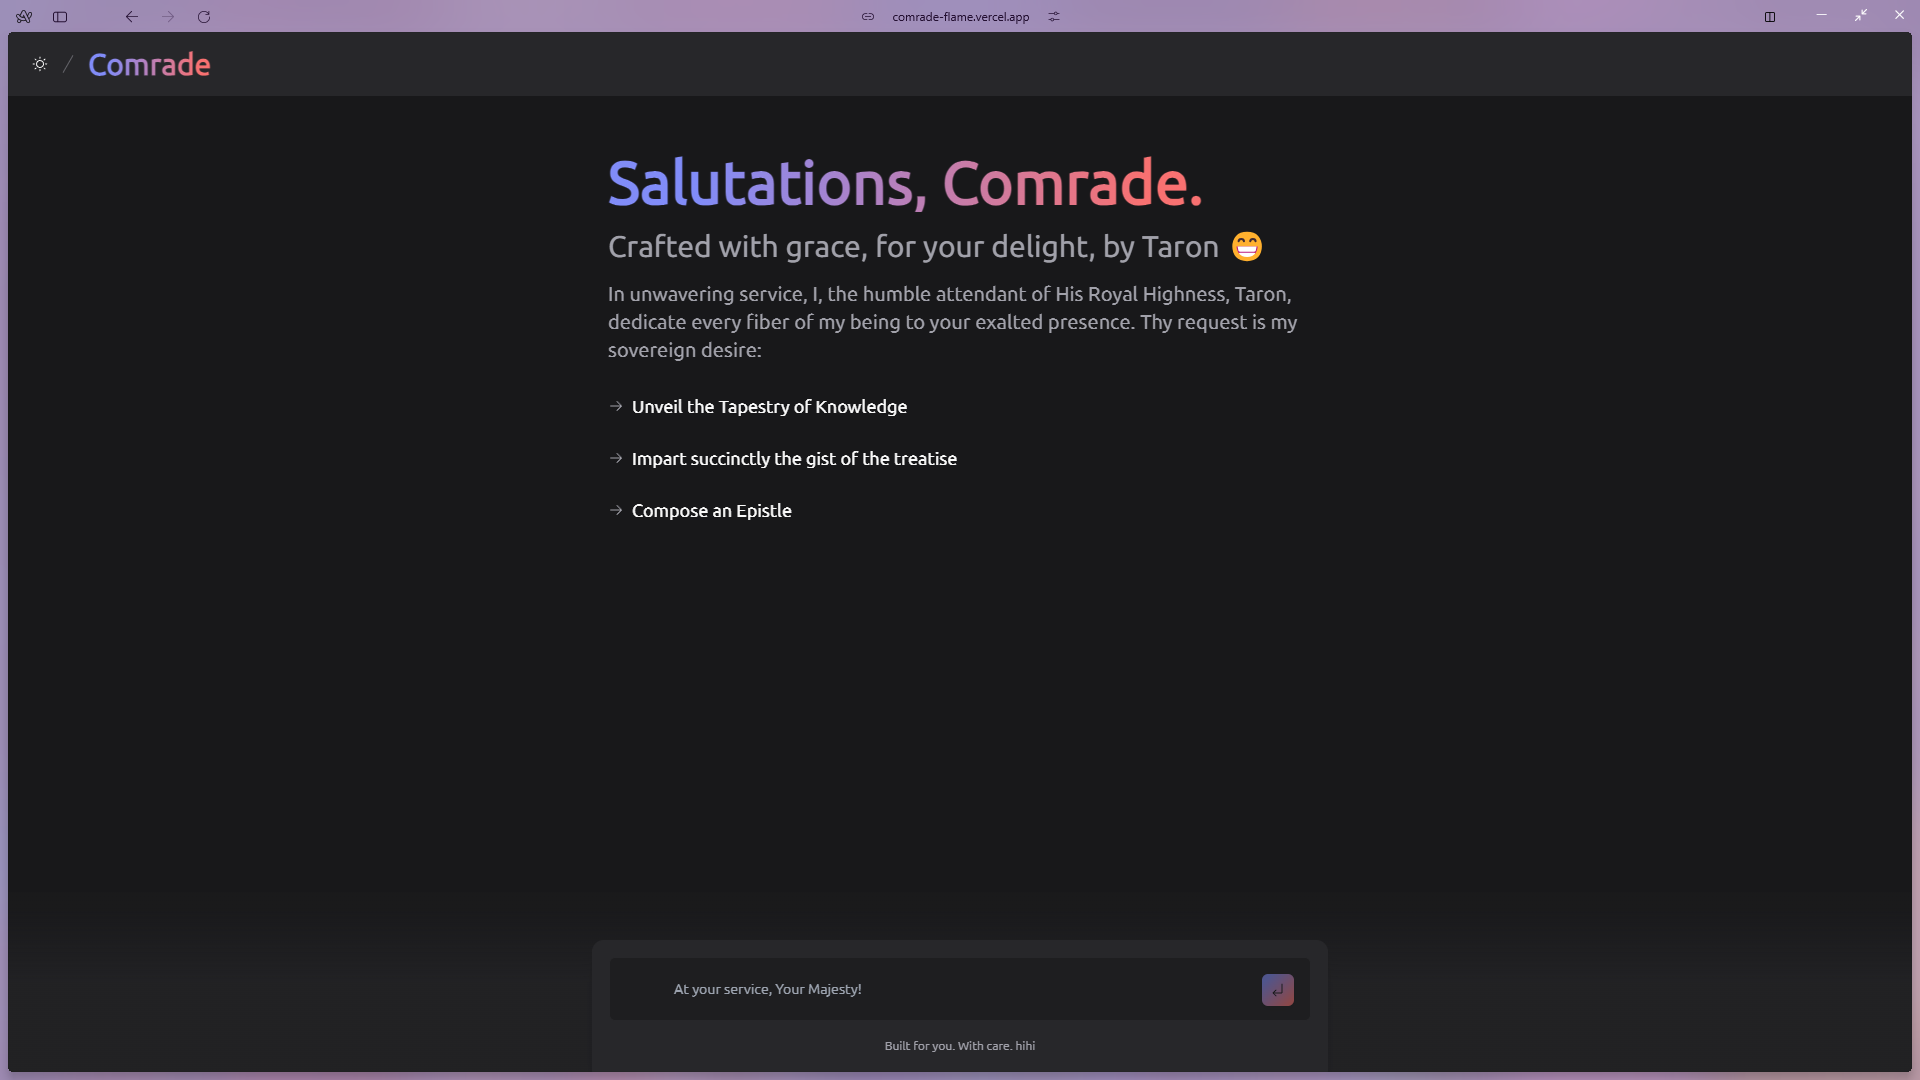 comrade-flame.vercel.app
Comrade
Salutations, Comrade.
Crafted with grace, for your delight, by Taron 😁
In unwavering service, I, the humble attendant of His Royal Highness, Taron,
dedicate every fiber of my being to your exalted presence. Thy request is my
sovereign desire:
Unveil the Tapestry of Knowledge
Impart succinctly the gist of the treatise
Compose an Epistle
At your service, Your Majesty!
Built for you. With care. hihi